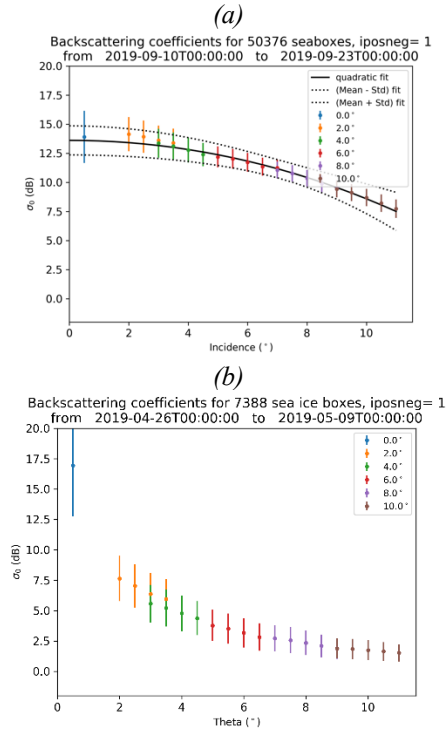 (a)
Backscattering coefficients for 50376 seaboxes, iposneg= 1
from 2019-09-10T00:00:00 to 2019-09-23T00:00:00
20.0
17.5
15.0
12.5
10.0
7.5
5.0
2.5
0.0
σ0 (dB)
quadratic fit
(Mean - Std) fit
(Mean + Std) fit
0.0°
2.0°
4.0°
6.0°
8.0°
10.0°
0 2 4 6 8 10
Incidence (°)
(b)
Backscattering coefficients for 7388 sea ice boxes, iposneg= 1
from 2019-04-26T00:00:00 to 2019-05-09T00:00:00
20.0
17.5
15.0
12.5
10.0
7.5
5.0
2.5
0.0
σ0 (dB)
0.0°
2.0°
4.0°
6.0°
8.0°
10.0°
0 2 4 6 8 10
Theta (°)